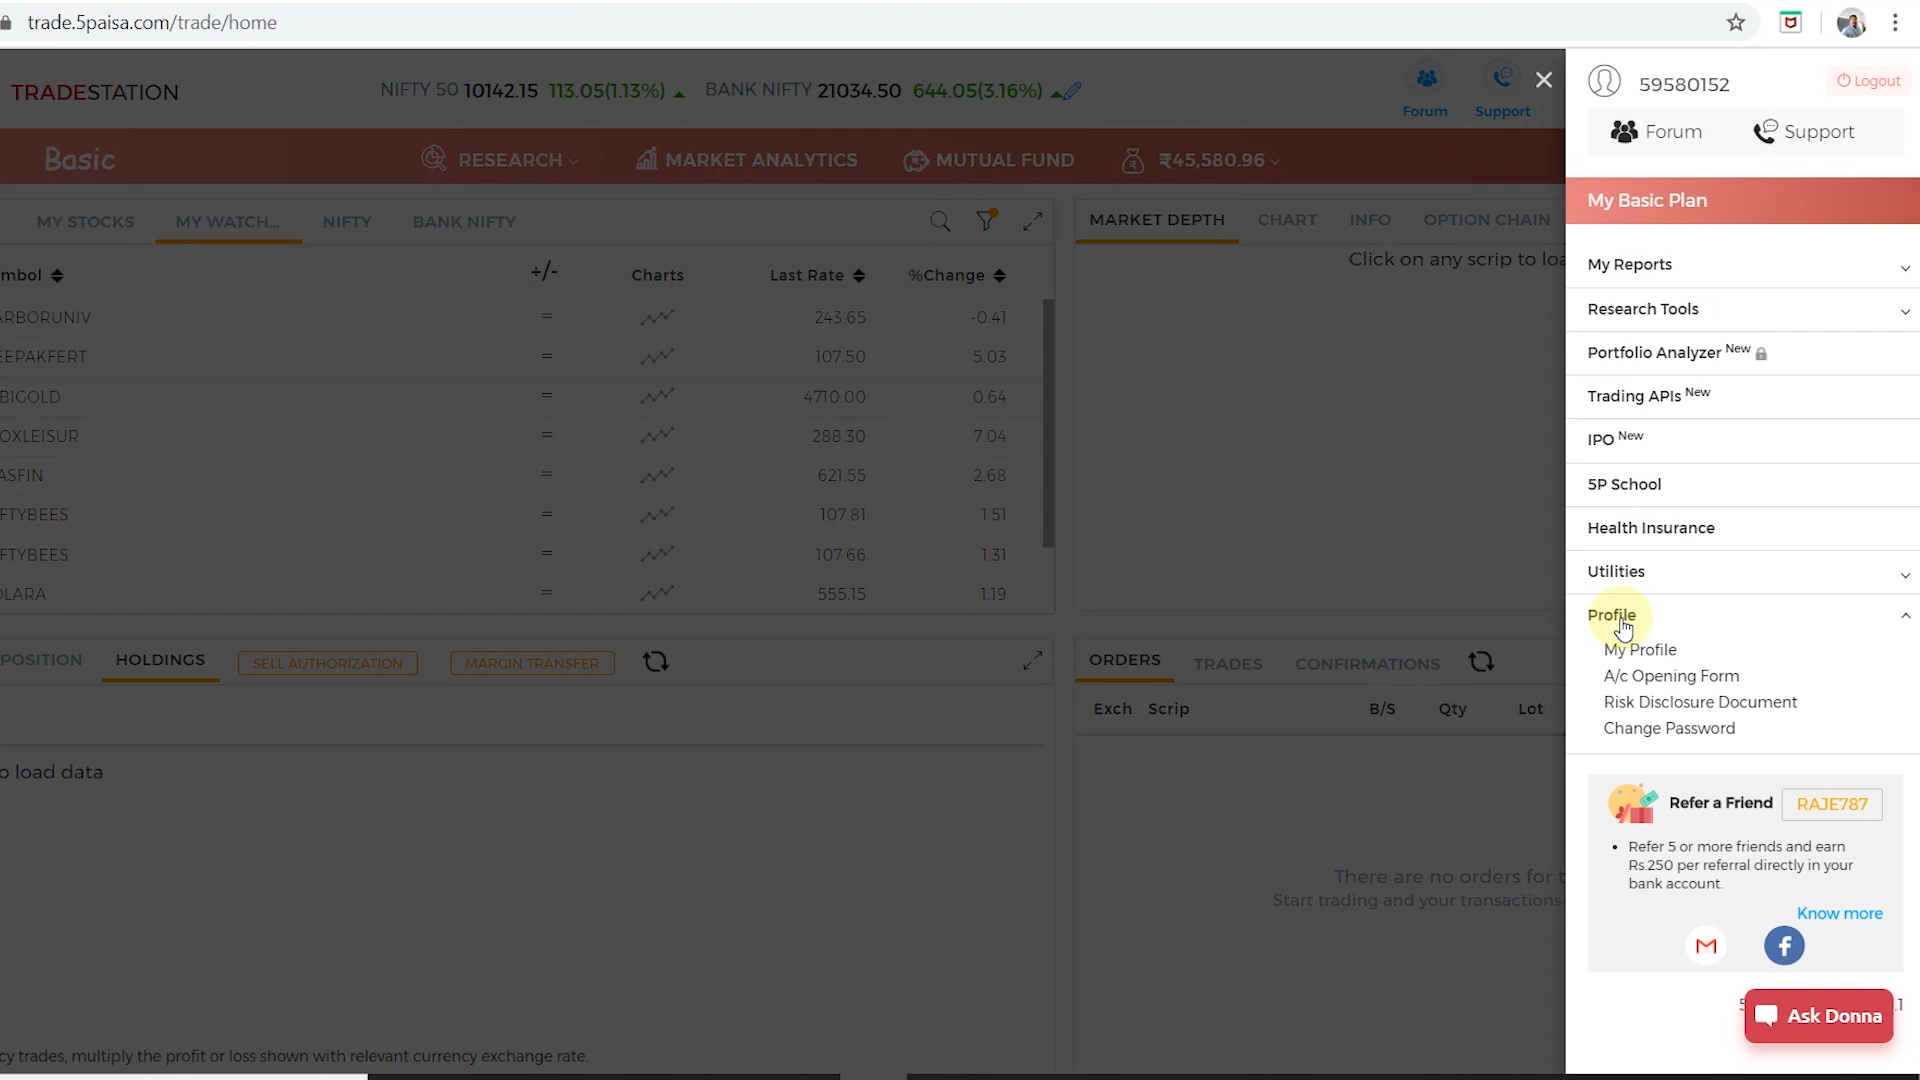 trade.5paisa.com/trade/home
TRADESTATION
NIFTY 50 10142.15 113.05(1.13%) BANK NIFTY 21034.50 644.05(3.16%)
Forum Support
59580152 Logout
Forum Support
Basic
RESEARCH MARKET ANALYTICS MUTUAL FUND ₹45,580.96
My Basic Plan
MY STOCKS MY WATCH... NIFTY BANK NIFTY
MARKET DEPTH CHART INFO OPTION CHAIN
Click on any scrip to loa
mbol +/- Charts Last Rate %Change
ARBORUNIV = 243.65 -0.41
EEPAKFERT = 107.50 5.03
BIGOLD = 4710.00 0.64
OXLEISUR = 288.30 7.04
ASFIN = 621.55 2.68
FTYBEES = 107.81 1.51
FTYBEES = 107.66 1.31
OLARA = 555.15 1.19
My Reports
Research Tools
Portfolio Analyzer New
Trading APIs New
IPO New
5P School
Health Insurance
Utilities
Profile
My Profile
A/c Opening Form
Risk Disclosure Document
Change Password
POSITION HOLDINGS SELL AUTHORIZATION MARGIN TRANSFER
o load data
ORDERS TRADES CONFIRMATIONS
Exch Scrip B/S Qty Lot
There are no orders for t
Start trading and your transactions
Refer a Friend RAJE787
• Refer 5 or more friends and earn
Rs.250 per referral directly in your
bank account.
Know more
f
Ask Donna
cy trades, multiply the profit or loss shown with relevant currency exchange rate.